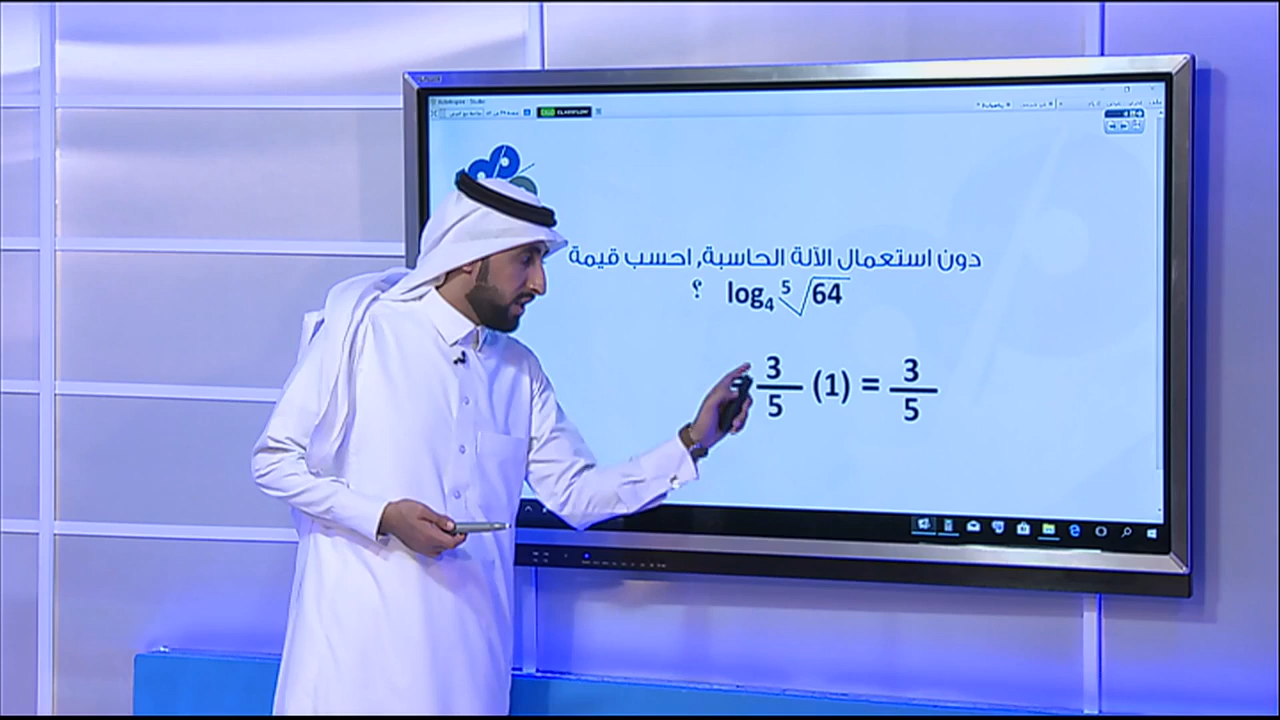 دون استعمال الآلة الحاسبة, احسب قيمة
log₄ ⁵√64 ؟
3/5 (1) = 3/5